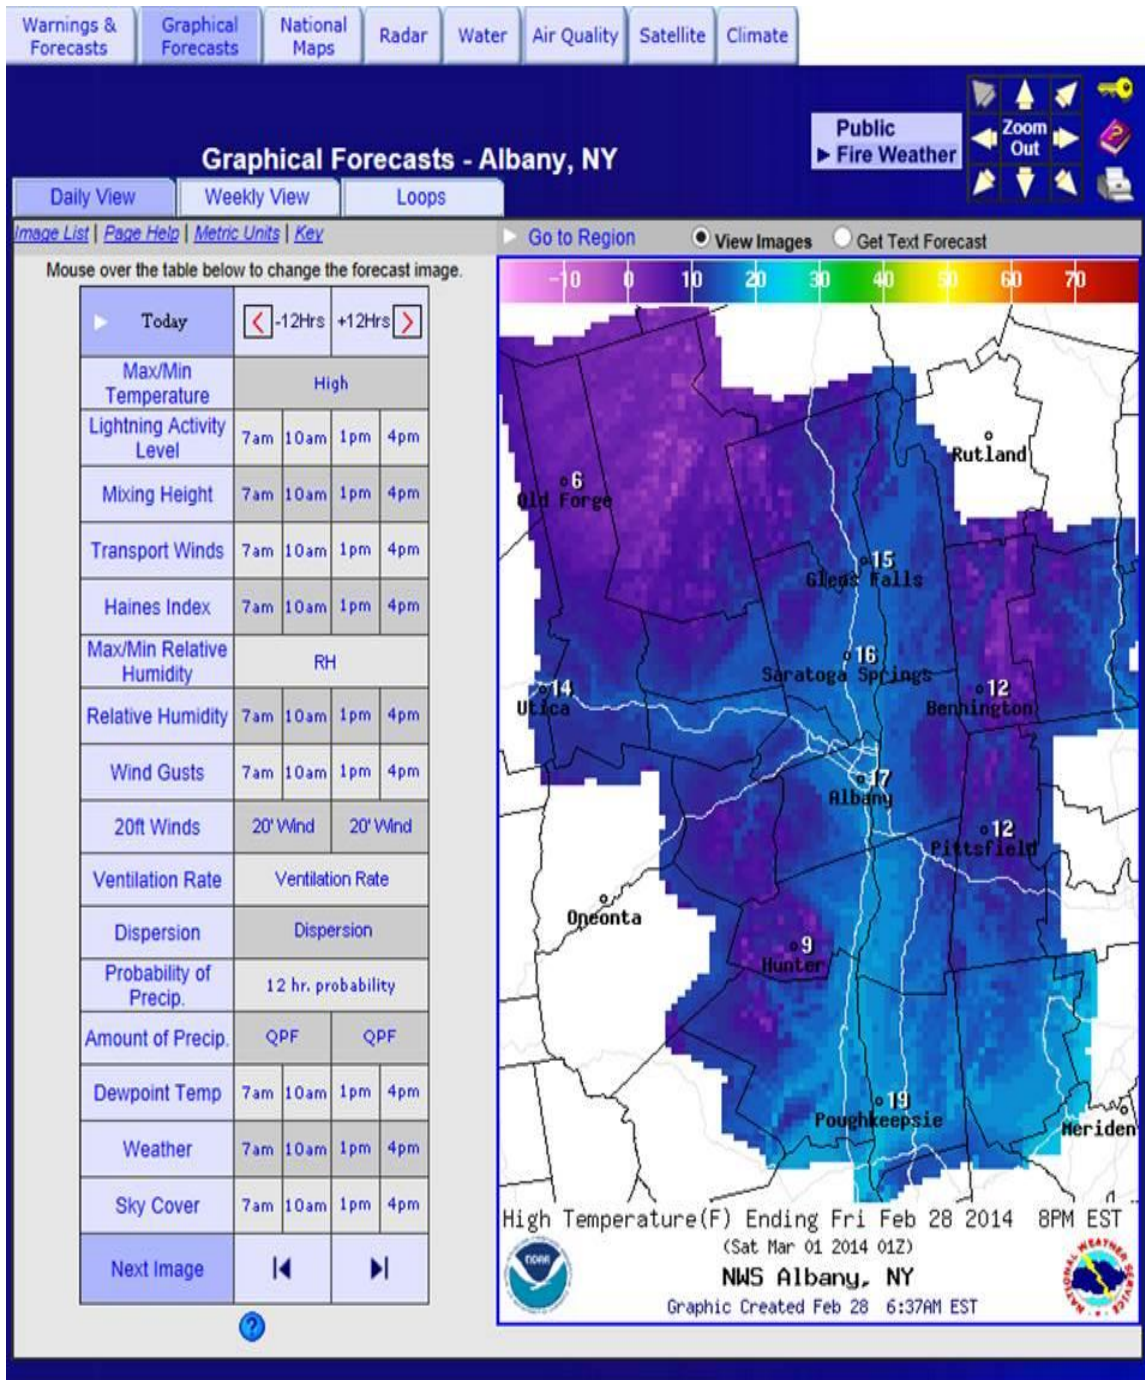 Warnings &
Forecasts
Graphical
Forecasts
National
Maps
Radar
Water
Air Quality
Satellite
Climate
Public
Fire Weather
Zoom
Out
Graphical Forecasts - Albany, NY
Daily View
Weekly View
Loops
Image List | Page Help | Metric Units | Key
Go to Region
View Images
Get Text Forecast
Mouse over the table below to change the forecast image.
Today
-12Hrs
+12Hrs
Max/Min
Temperature
High
Lightning Activity
Level
7am 10am 1pm 4pm
Mixing Height
7am 10am 1pm 4pm
Transport Winds
7am 10am 1pm 4pm
Haines Index
7am 10am 1pm 4pm
Max/Min Relative
Humidity
RH
Relative Humidity
7am 10am 1pm 4pm
Wind Gusts
7am 10am 1pm 4pm
20ft Winds
20' Wind
20' Wind
Ventilation Rate
Ventilation Rate
Dispersion
Dispersion
Probability of
Precip.
12 hr. probability
Amount of Precip.
QPF
QPF
Dewpoint Temp
7am 10am 1pm 4pm
Weather
7am 10am 1pm 4pm
Sky Cover
7am 10am 1pm 4pm
Next Image
?
-10 0 10 20 30 40 50 60 70
Rutland
6
Old Forge
15
Glens Falls
16
Saratoga Springs
14
Utica
12
Bennington
17
Albany
12
Pittsfield
Oneonta
9
Hunter
19
Poughkeepsie
Meriden
High Temperature(F) Ending Fri Feb 28 2014 8PM EST
(Sat Mar 01 2014 01Z)
NWS Albany, NY
Graphic Created Feb 28 6:37AM EST
NOAA
NATIONAL WEATHER SERVICE